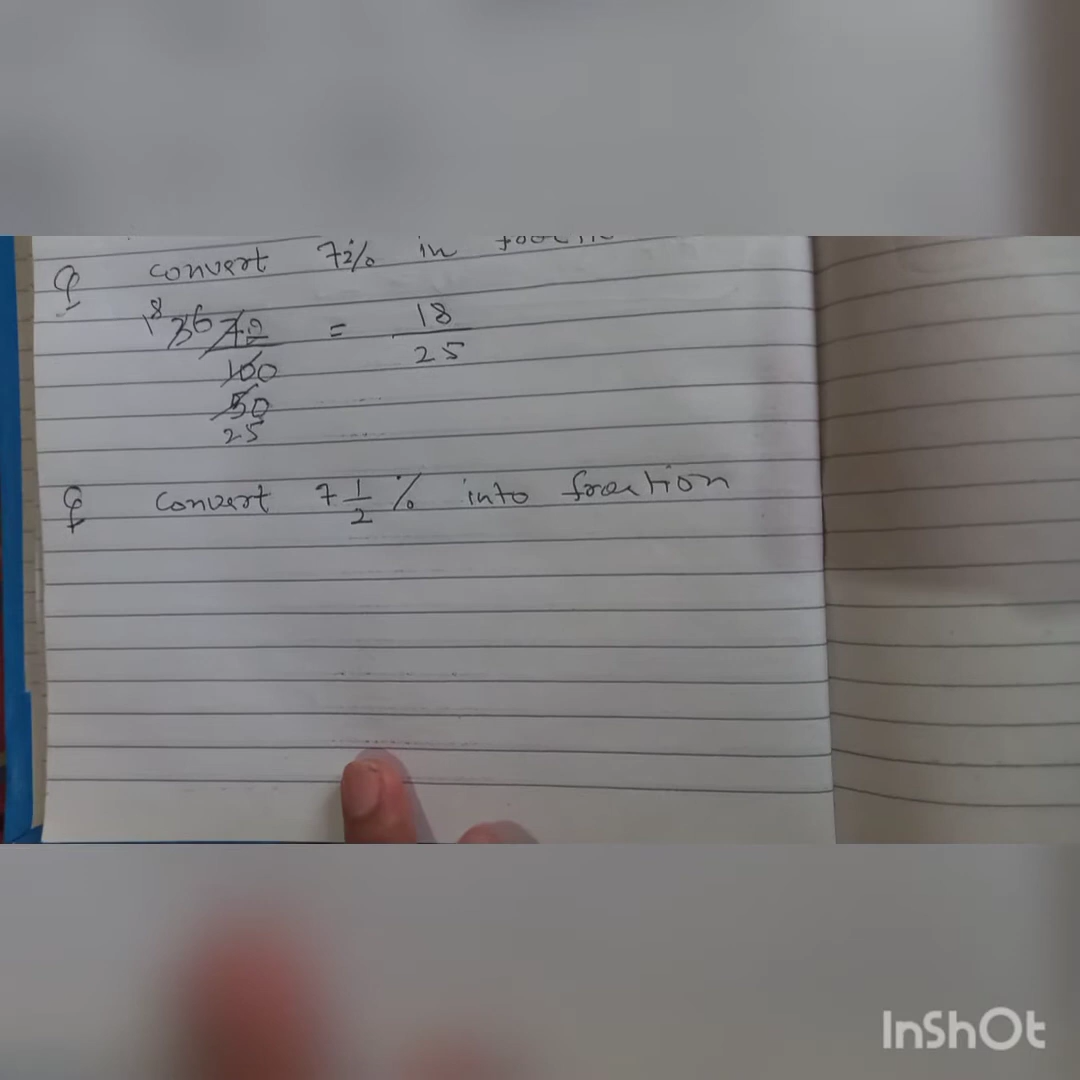 Q convert 72% in
18 36 72 = 18
100 25
50
25
Q convert 7 1/2 % into fraction
InShOt